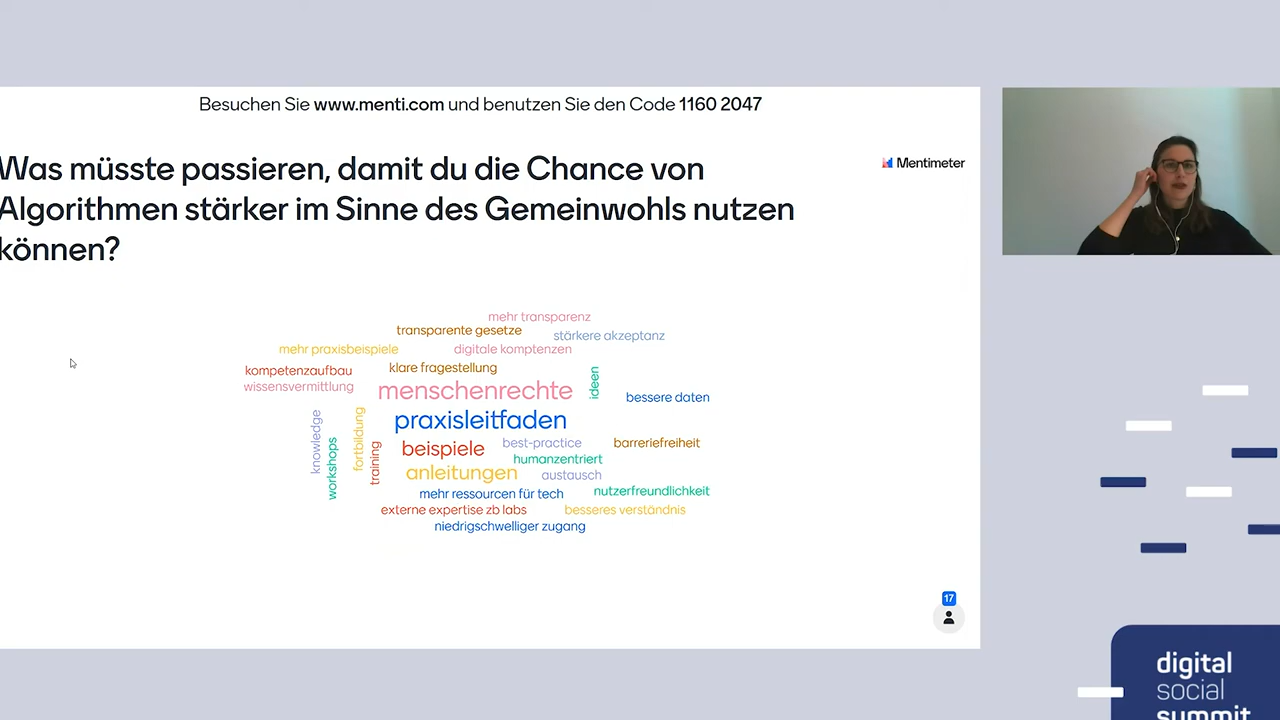 Besuchen Sie www.menti.com und benutzen Sie den Code 1160 2047
Was müsste passieren, damit du die Chance von
Algorithmen stärker im Sinne des Gemeinwohls nutzen
können?
Mentimeter
mehr transparenz
transparente gesetze
stärkere akzeptanz
mehr praxisbeispiele
digitale komptenzen
kompetenzaufbau
klare fragestellung
wissensvermittlung
menschenrechte
ideen
bessere daten
praxisleitfaden
knowledge
workshops
fortbildung
training
beispiele
best-practice
barreriefreiheit
humanzentriert
anleitungen
austausch
mehr ressourcen für tech
nutzerfreundlichkeit
externe expertise zb labs
besseres verständnis
niedrigschwelliger zugang
17
digital
social
summit